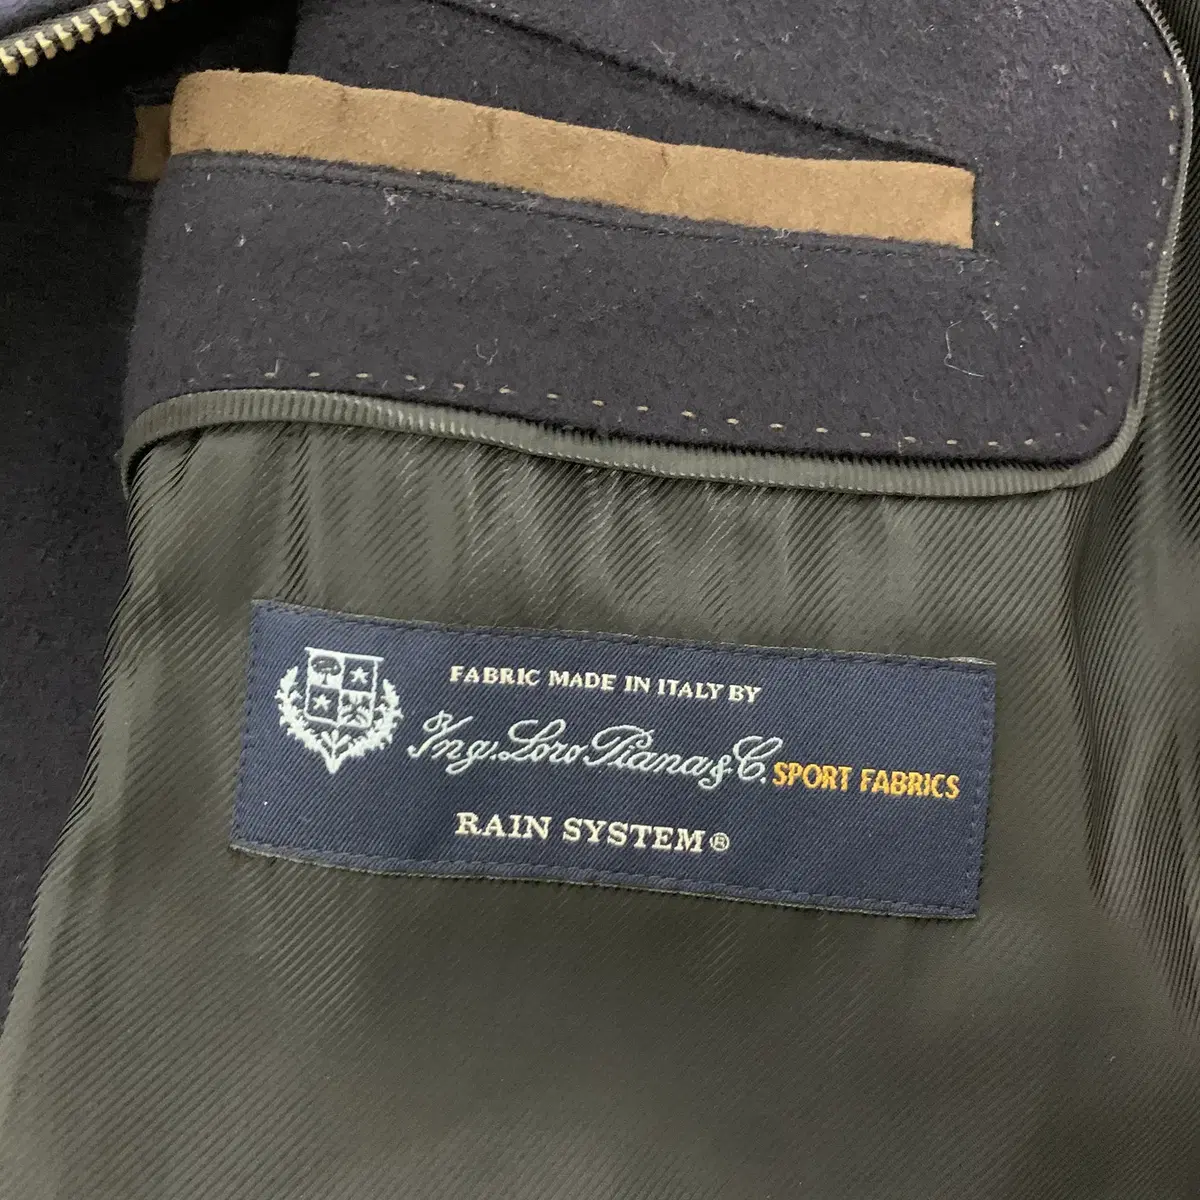 FABRIC MADE IN ITALY BY
Ing. Loro Piana & C. SPORT FABRICS
RAIN SYSTEM®